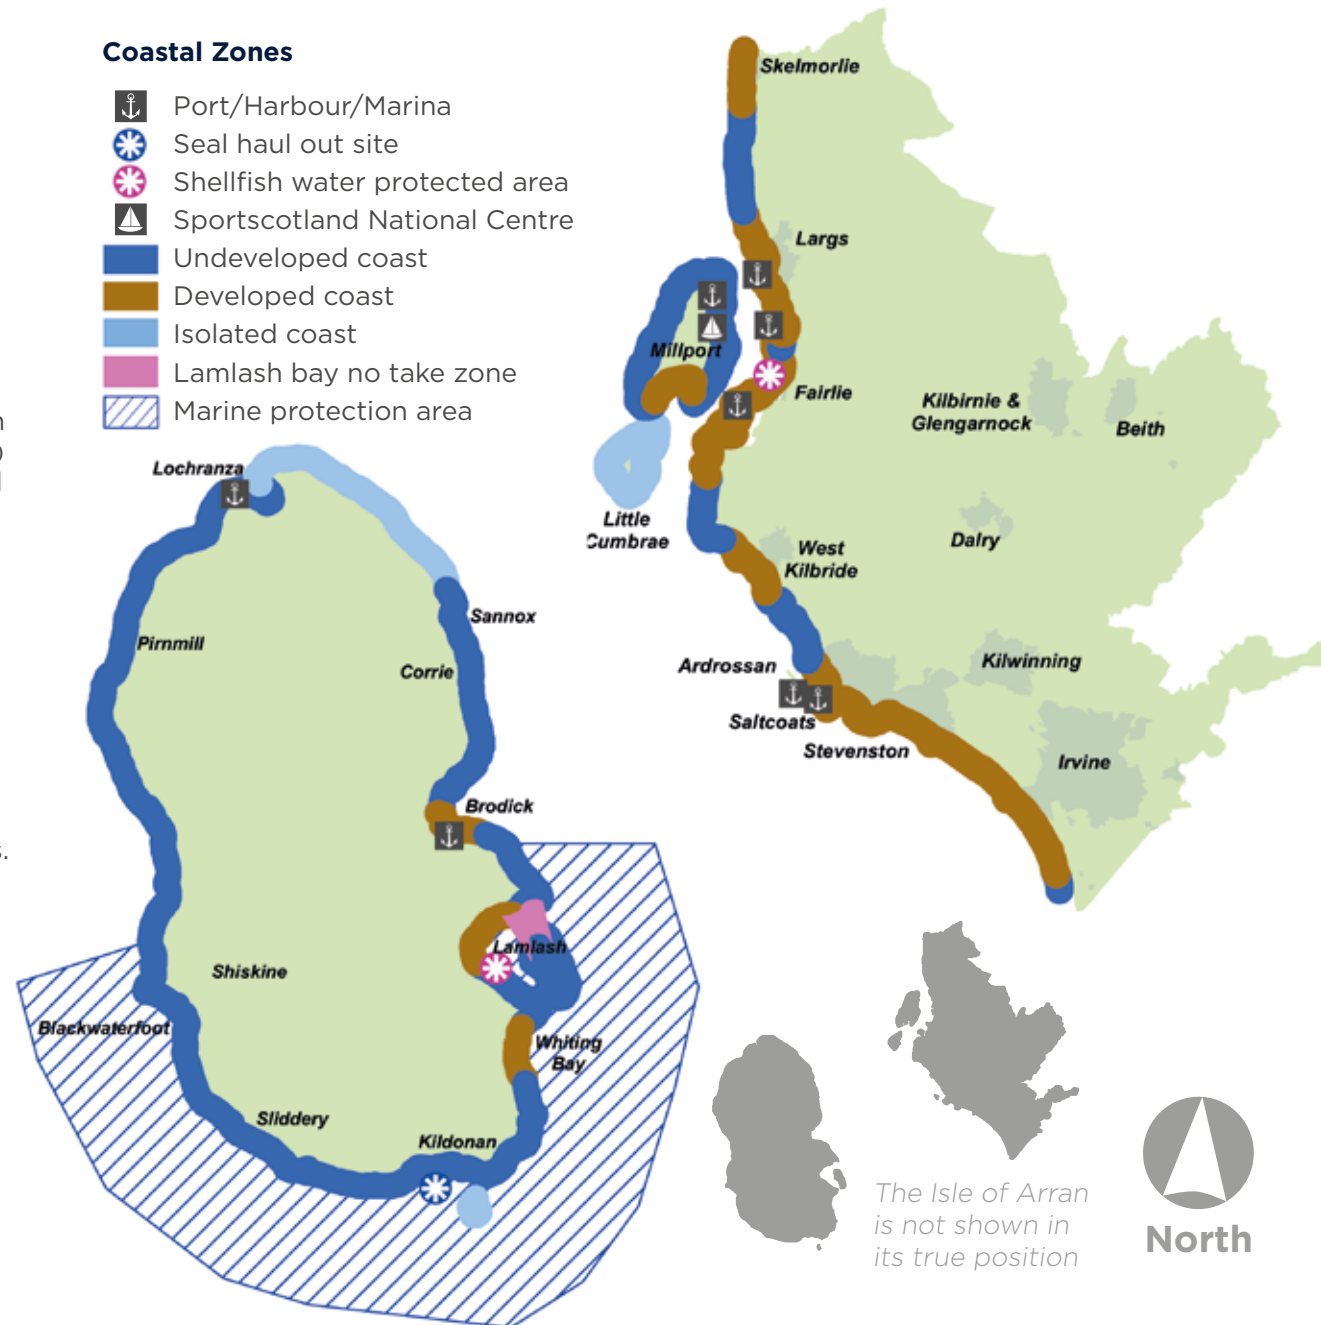 Coastal Zones
Port/Harbour/Marina
Seal haul out site
Shellfish water protected area
Sportscotland National Centre
Undeveloped coast
Developed coast
Isolated coast
Lamlash bay no take zone
Marine protection area
Skelmorlie
Largs
Millport
Fairlie
Kilbirnie &
Glengarnock
Beith
Little
Cumbrae
Dalry
West
Kilbride
Ardrossan
Kilwinning
Saltcoats
Stevenston
Irvine
Lochranza
Sannox
Pirnmill
Corrie
Brodick
Lamlash
Shiskine
Blackwaterfoot
Whiting
Bay
Sliddery
Kildonan
s.
The Isle of Arran
is not shown in
its true position
North